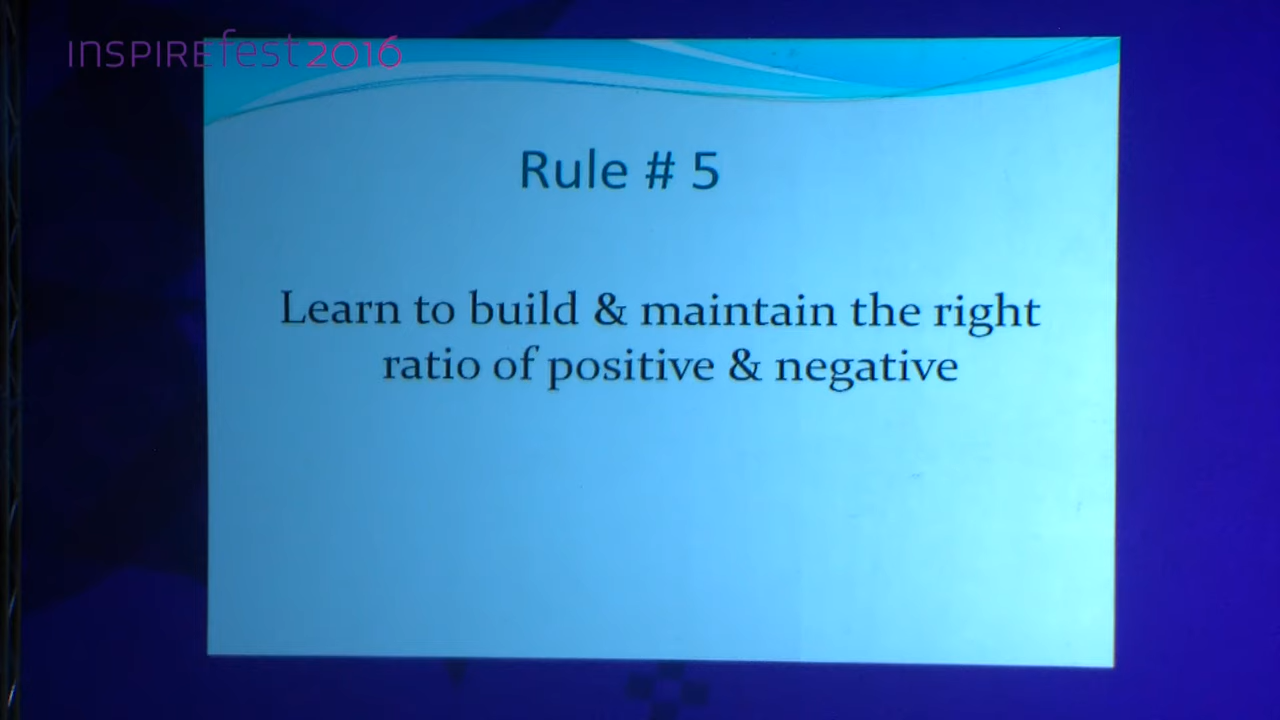 INSPIREfest2016
Rule # 5
Learn to build & maintain the right
ratio of positive & negative